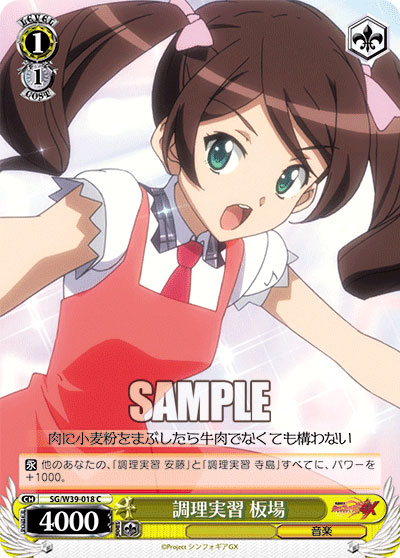 LEVEL
1
1
COST
SAMPLE
肉に小麦粉をまぶしたら牛肉でなくても構わない
永 他のあなたの、「調理実習 安藤」と「調理実習 寺島」すべてに、パワーを
+1000。
CH
SG/W39-018 C
4000
調理実習 板場
音楽
©Project シンフォギアGX